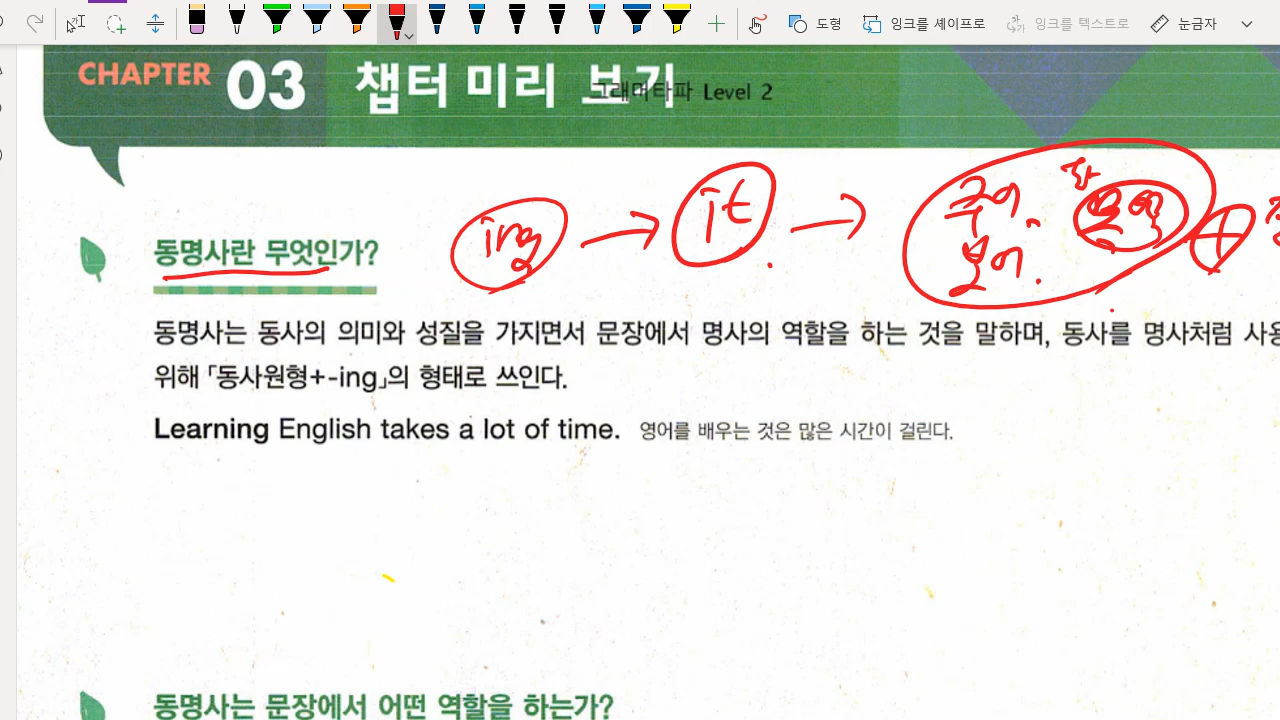 도형 잉크를 셰이프로 잉크를 텍스트로 눈금자
CHAPTER 03 챕터 미리 보기
그래머타파 Level 2
ing → it → 주어, 보어.
동명사란 무엇인가?
동명사는 동사의 의미와 성질을 가지면서 문장에서 명사의 역할을 하는 것을 말하며, 동사를 명사처럼
위해 「동사원형+-ing」의 형태로 쓰인다.
Learning English takes a lot of time. 영어를 배우는 것은 많은 시간이 걸린다.
동명사는 문장에서 어떤 역할을 하는가?